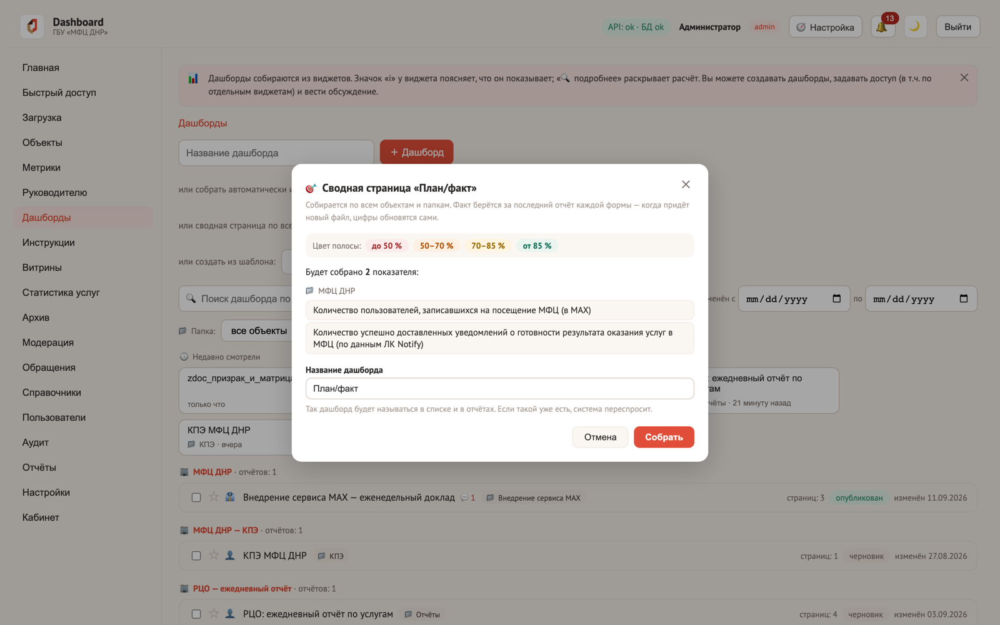 Dashboard
ГБУ «МФЦ ДНР»
API: ok · БД ok
Администратор
admin
Настройка
13
Выйти
Главная
Быстрый доступ
Загрузка
Объекты
Метрики
Руководителю
Дашборды
Инструкции
Витрины
Статистика услуг
Архив
Модерация
Обращения
Справочники
Пользователи
Аудит
Отчёты
Настройки
Кабинет
Дашборды собираются из виджетов. Значок «i» у виджета поясняет, что он показывает; «🔍 подробнее» раскрывает расчёт. Вы можете создавать дашборды, задавать доступ (в т.ч. по
отдельным виджетам) и вести обсуждение.
Дашборды
Название дашборда
+ Дашборд
или собрать автоматически
или сводная страница по все
или создать из шаблона:
Поиск дашборда по
менён с
mm/dd/yyyy
по
mm/dd/yyyy
Папка:
все объекты
Недавно смотрели
zdoc_призрак_и_матриц
только что
: ежедневный отчёт по
там
чёты · 21 минуту назад
КПЭ МФЦ ДНР
КПЭ · вчера
Сводная страница «План/факт»
Собирается по всем объектам и папкам. Факт берётся за последний отчёт каждой формы — когда придёт
новый файл, цифры обновятся сами.
Цвет полосы:
до 50 %
50–70 %
70–85 %
от 85 %
Будет собрано 2 показателя:
МФЦ ДНР
Количество пользователей, записавшихся на посещение МФЦ (в MAX)
Количество успешно доставленных уведомлений о готовности результата оказания услуг в
МФЦ (по данным ЛК Notify)
Название дашборда
План/факт
Так дашборд будет называться в списке и в отчётах. Если такой уже есть, система переспросит.
Отмена
Собрать
МФЦ ДНР · отчётов: 1
Внедрение сервиса MAX — еженедельный доклад
1
Внедрение сервиса MAX
страниц: 3
опубликован
изменён 11.09.2026
МФЦ ДНР — КПЭ · отчётов: 1
КПЭ МФЦ ДНР
КПЭ
страниц: 1
черновик
изменён 27.08.2026
РЦО — ежедневный отчёт · отчётов: 1
РЦО: ежедневный отчёт по услугам
Отчёты
страниц: 4
черновик
изменён 03.09.2026